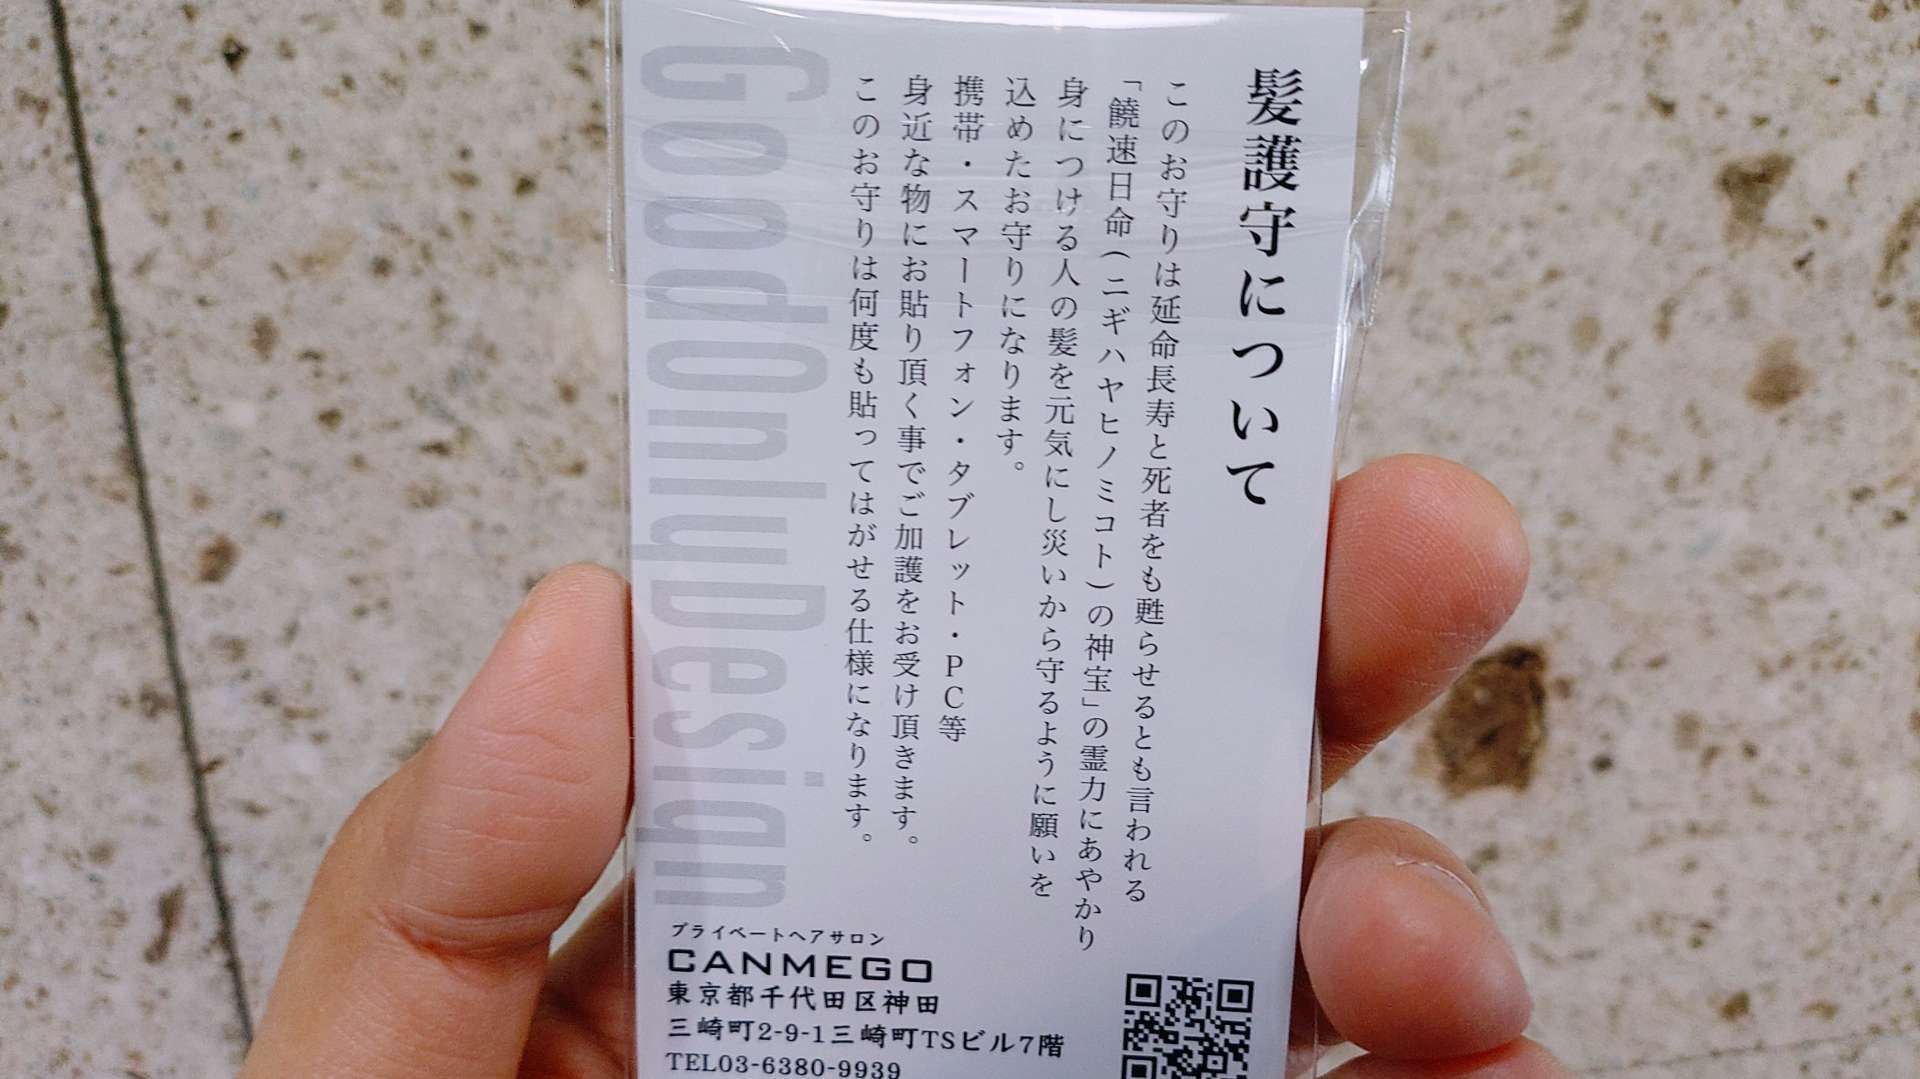 髪護守について
このお守りは延命長寿と死者をも甦らせるとも言われる
「饒速日命(ニギハヤヒノミコト)の神宝」の霊力にあやかり
身につける人の髪を元気にし災いから守るように願いを
込めたお守りになります。
携帯・スマートフォン・タブレット・PC等
身近な物にお貼り頂く事でご加護をお受け頂きます。
このお守りは何度も貼ってはがせる仕様になります。
GoodOnlyDesign
プライベートヘアサロン
CANMEGO
東京都千代田区神田
三崎町2-9-1三崎町TSビル7階
TEL03-6380-9939